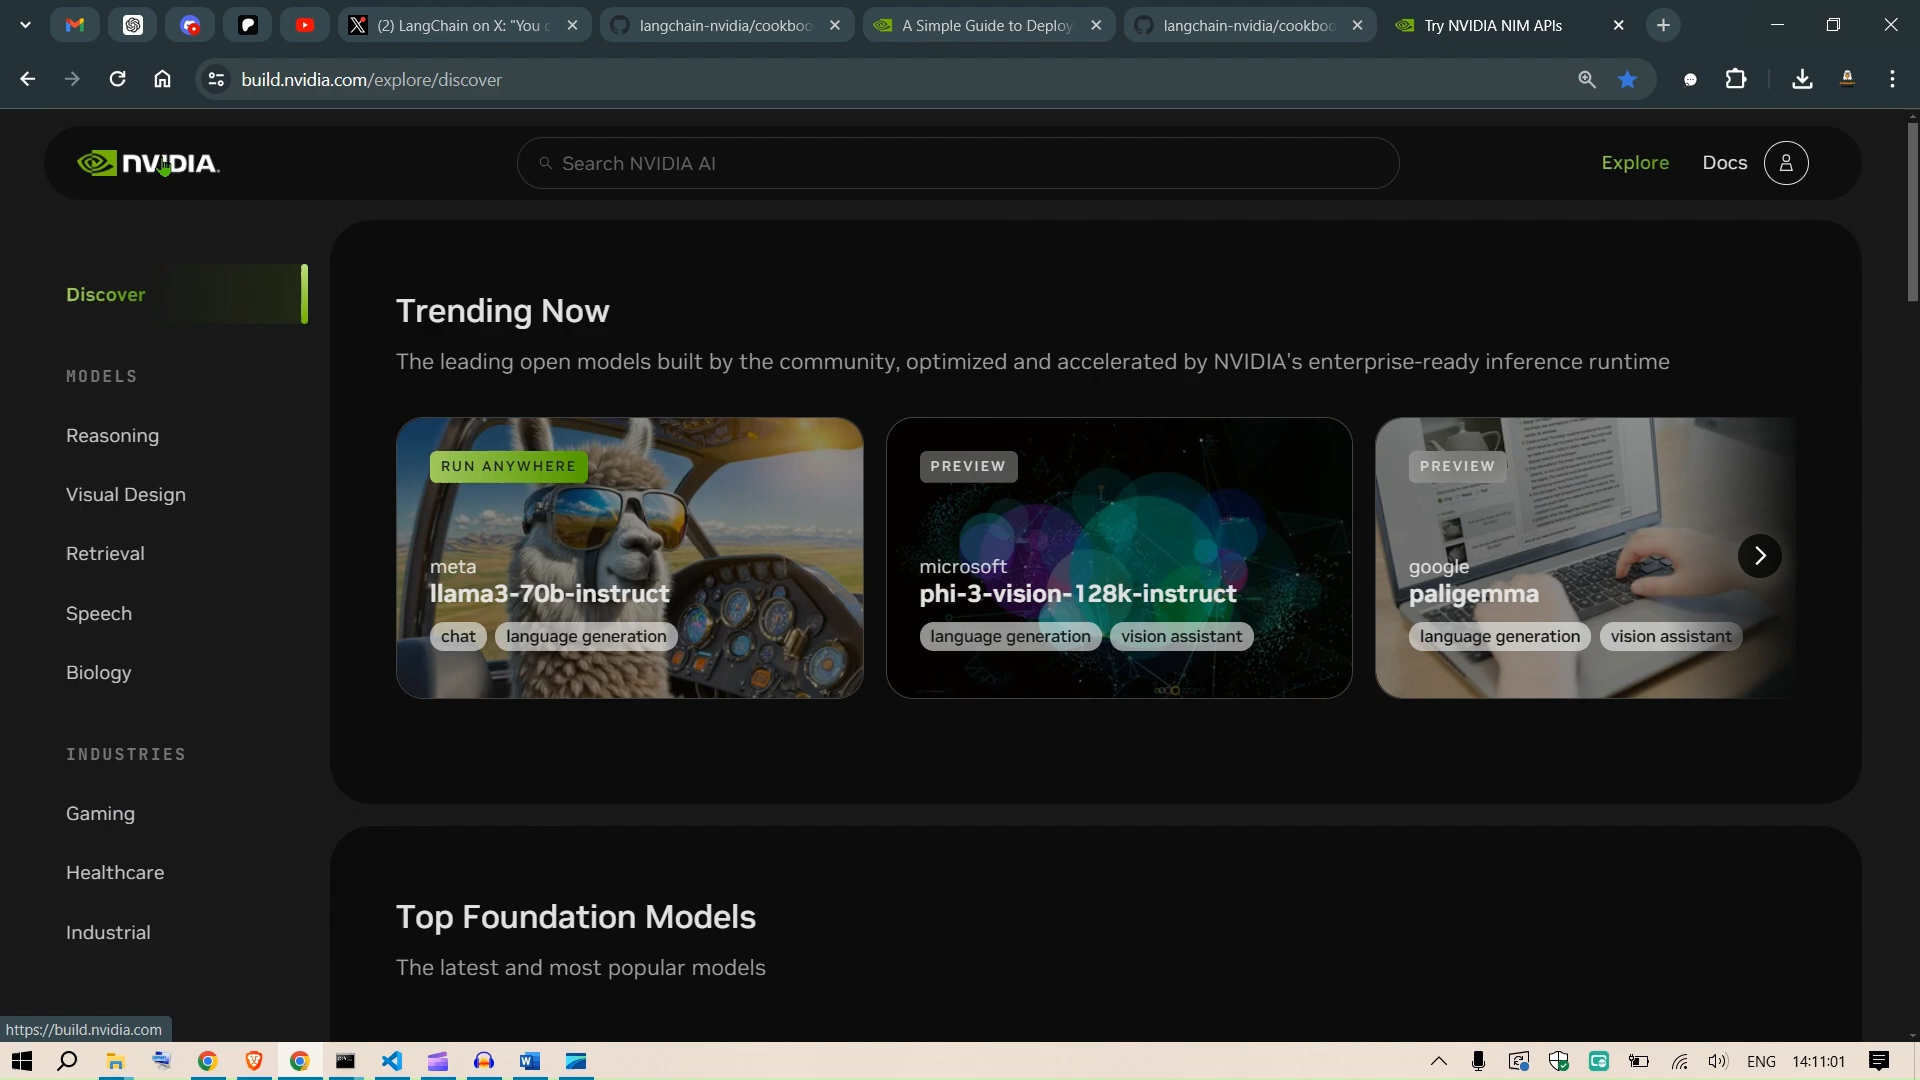 (2) LangChain on X: "You c
langchain-nvidia/cookboo
A Simple Guide to Deploy
langchain-nvidia/cookboo
Try NVIDIA NIM APIs
build.nvidia.com/explore/discover
NVIDIA.
Search NVIDIA AI
Explore
Docs
Discover
MODELS
Reasoning
Visual Design
Retrieval
Speech
Biology
INDUSTRIES
Gaming
Healthcare
Industrial
Trending Now
The leading open models built by the community, optimized and accelerated by NVIDIA's enterprise-ready inference runtime
RUN ANYWHERE
meta
llama3-70b-instruct
chat
language generation
PREVIEW
microsoft
phi-3-vision-128k-instruct
language generation
vision assistant
PREVIEW
google
paligemma
language generation
vision assistant
Top Foundation Models
The latest and most popular models
https://build.nvidia.com
ENG
14:11:01